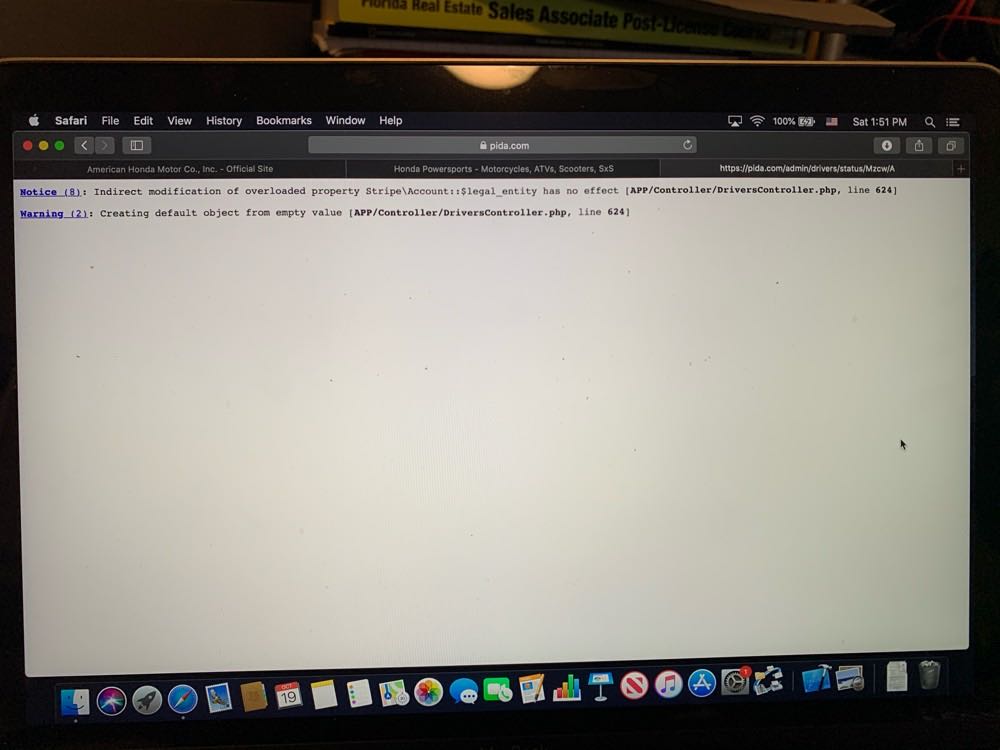 Florida Real Estate Sales Associate Post-License Course
Safari File Edit View History Bookmarks Window Help 100% Sat 1:51 PM
pida.com
American Honda Motor Co., Inc. - Official Site Honda Powersports - Motorcycles, ATVs, Scooters, SxS https://pida.com/admin/drivers/status/Mzcw/A
Notice (8): Indirect modification of overloaded property Stripe\Account::$legal_entity has no effect [APP/Controller/DriversController.php, line 624]
Warning (2): Creating default object from empty value [APP/Controller/DriversController.php, line 624]
OCT
19
1